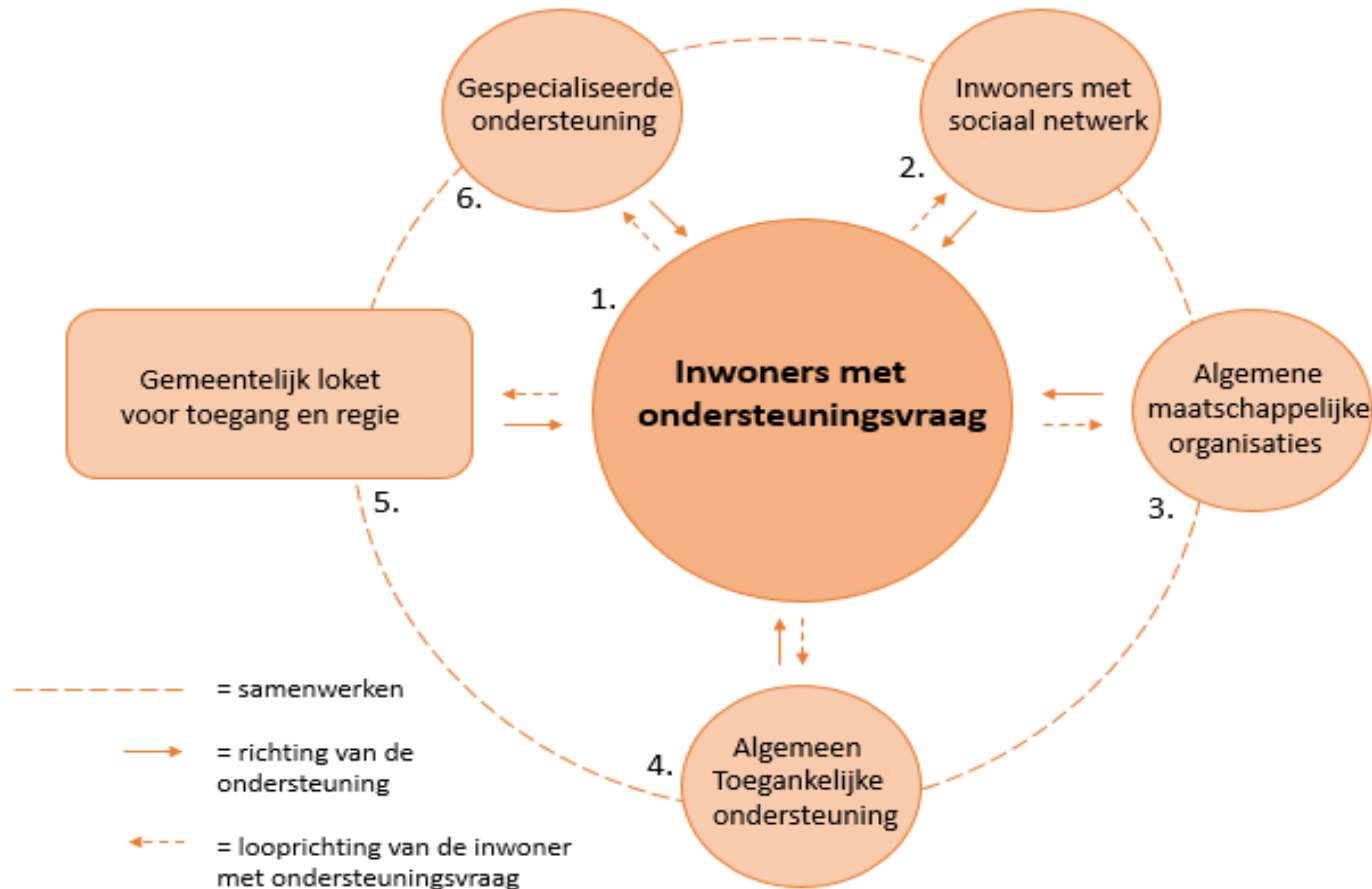 Gespecialiseerde
ondersteuning
6.
Inwoners met
sociaal netwerk
2.
1.
Inwoners met
ondersteuningsvraag
Gemeentelijk loket
voor toegang en regie
5.
Algemene
maatschappelijke
organisaties
3.
4.
Algemeen
Toegankelijke
ondersteuning
= samenwerken
= richting van de
ondersteuning
= looprichting van de inwoner
met ondersteuningsvraag